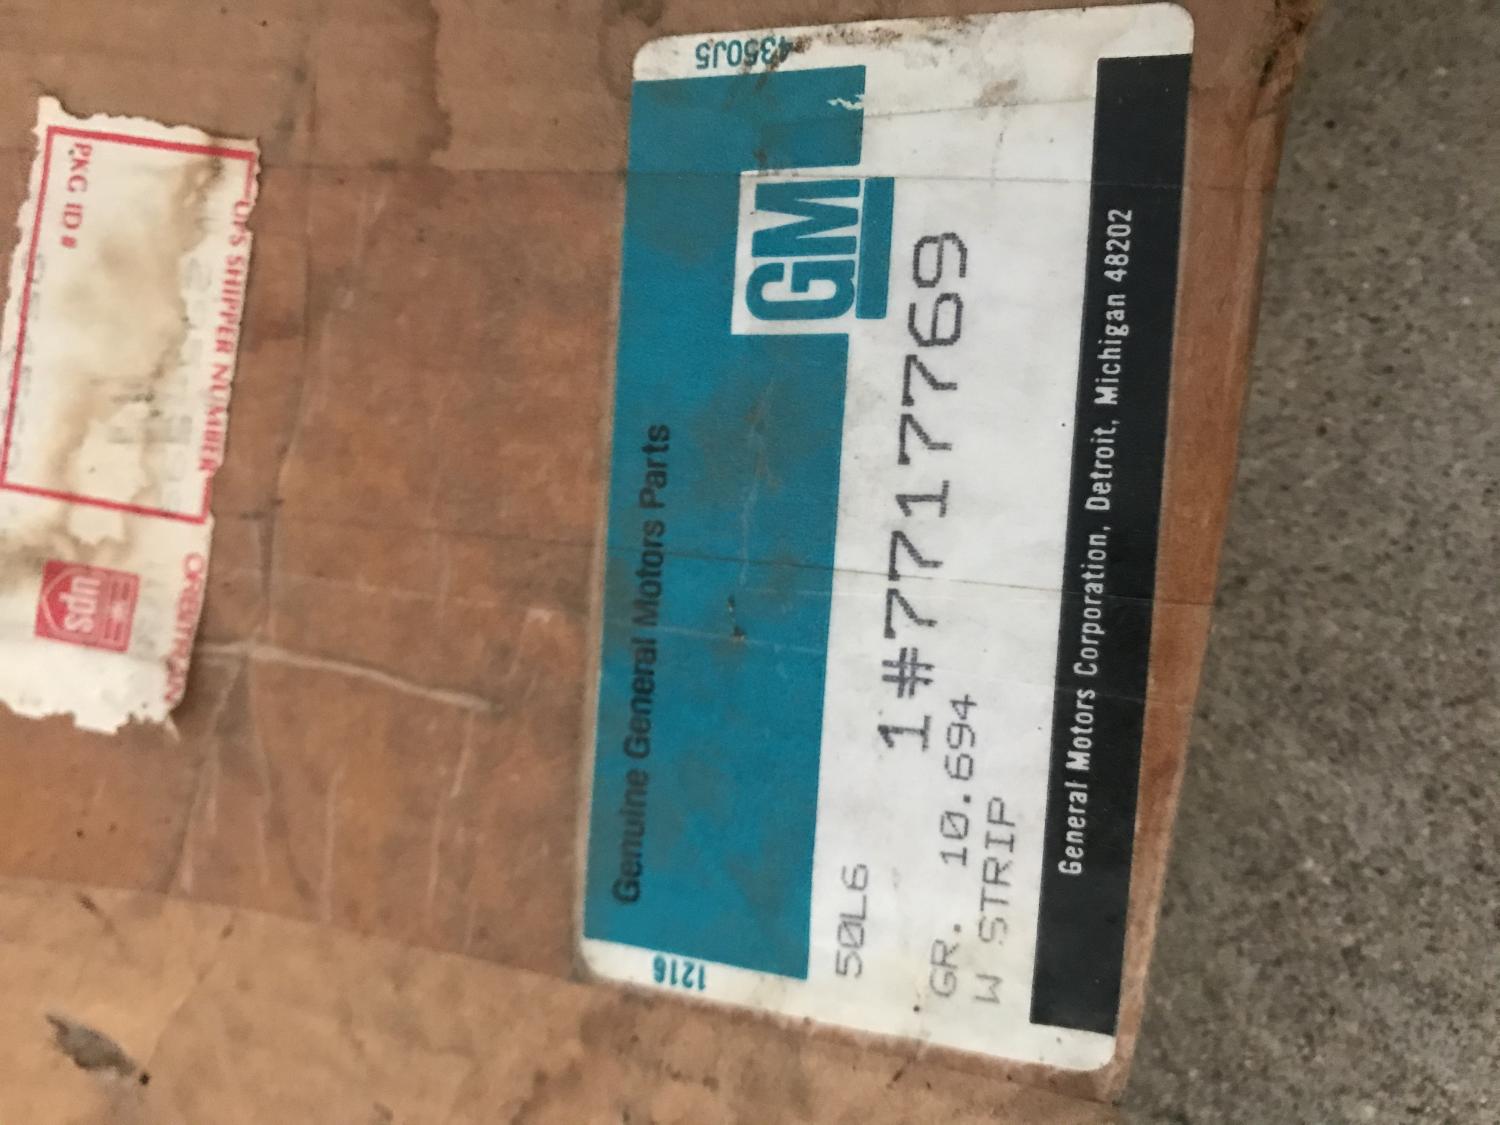 PKG ID #
UPS SHIPPER NUMBER
ups
4350J5
Genuine General Motors Parts
GM
1216
50L6
1#7717769
GR. 10.694
W STRIP
General Motors Corporation, Detroit, Michigan 48202